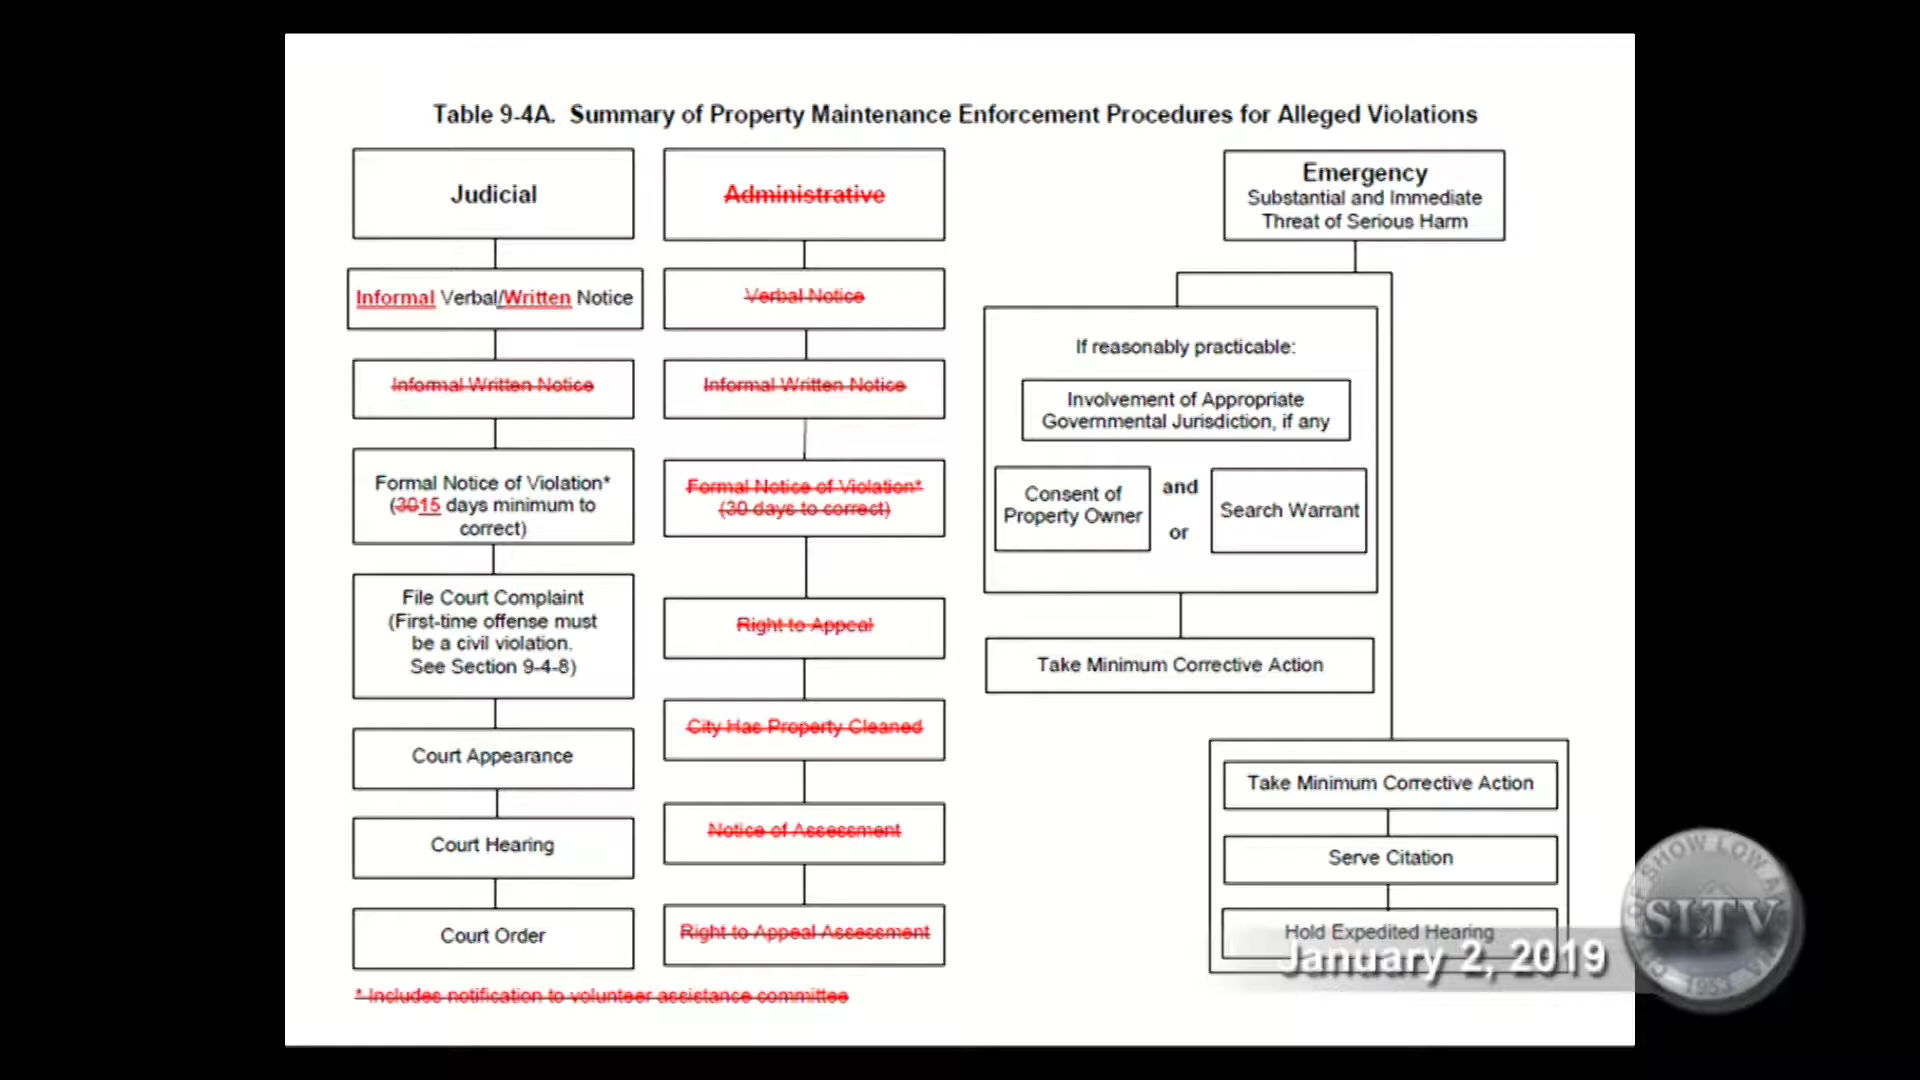 Table 9-4A.  Summary of Property Maintenance Enforcement Procedures for Alleged Violations
Judicial
Informal Verbal/Written Notice
Informal Written Notice
Formal Notice of Violation*
(3015 days minimum to
correct)
File Court Complaint
(First-time offense must
be a civil violation.
See Section 9-4-8)
Court Appearance
Court Hearing
Court Order
* Includes notification to volunteer assistance committee
Administrative
Verbal Notice
Informal Written Notice
Formal Notice of Violation*
(30 days to correct)
Right to Appeal
City Has Property Cleaned
Notice of Assessment
Right to Appeal Assessment
Emergency
Substantial and Immediate
Threat of Serious Harm
If reasonably practicable:
Involvement of Appropriate
Governmental Jurisdiction, if any
Consent of
Property Owner
and
or
Search Warrant
Take Minimum Corrective Action
Take Minimum Corrective Action
Serve Citation
Hold Expedited Hearing
January 2, 2019
SLTV
1953